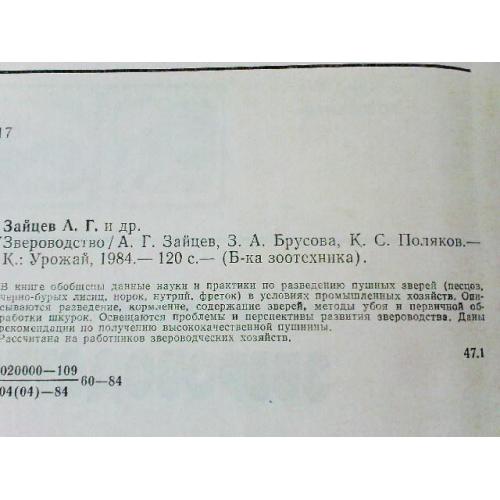 17
Зайцев А. Г. и др.
Звероводство/А. Г. Зайцев, З. А. Брусова, К. С. Поляков.—
К.: Урожай, 1984.— 120 с.— (Б-ка зоотехника).
В книге обобщены данные науки и практики по разведению пушных зверей (песцов,
черно-бурых лисиц, норок, нутрий, фреток) в условиях промышленных хозяйств. Опи-
сываются разведение, кормление, содержание зверей, методы убоя и первичной об-
работки шкурок. Освещаются проблемы и перспективы развития звероводства. Даны
рекомендации по получению высококачественной пушнины.
Рассчитана на работников звероводческих хозяйств.
47.1
020000—109
60—84
04(04)—84